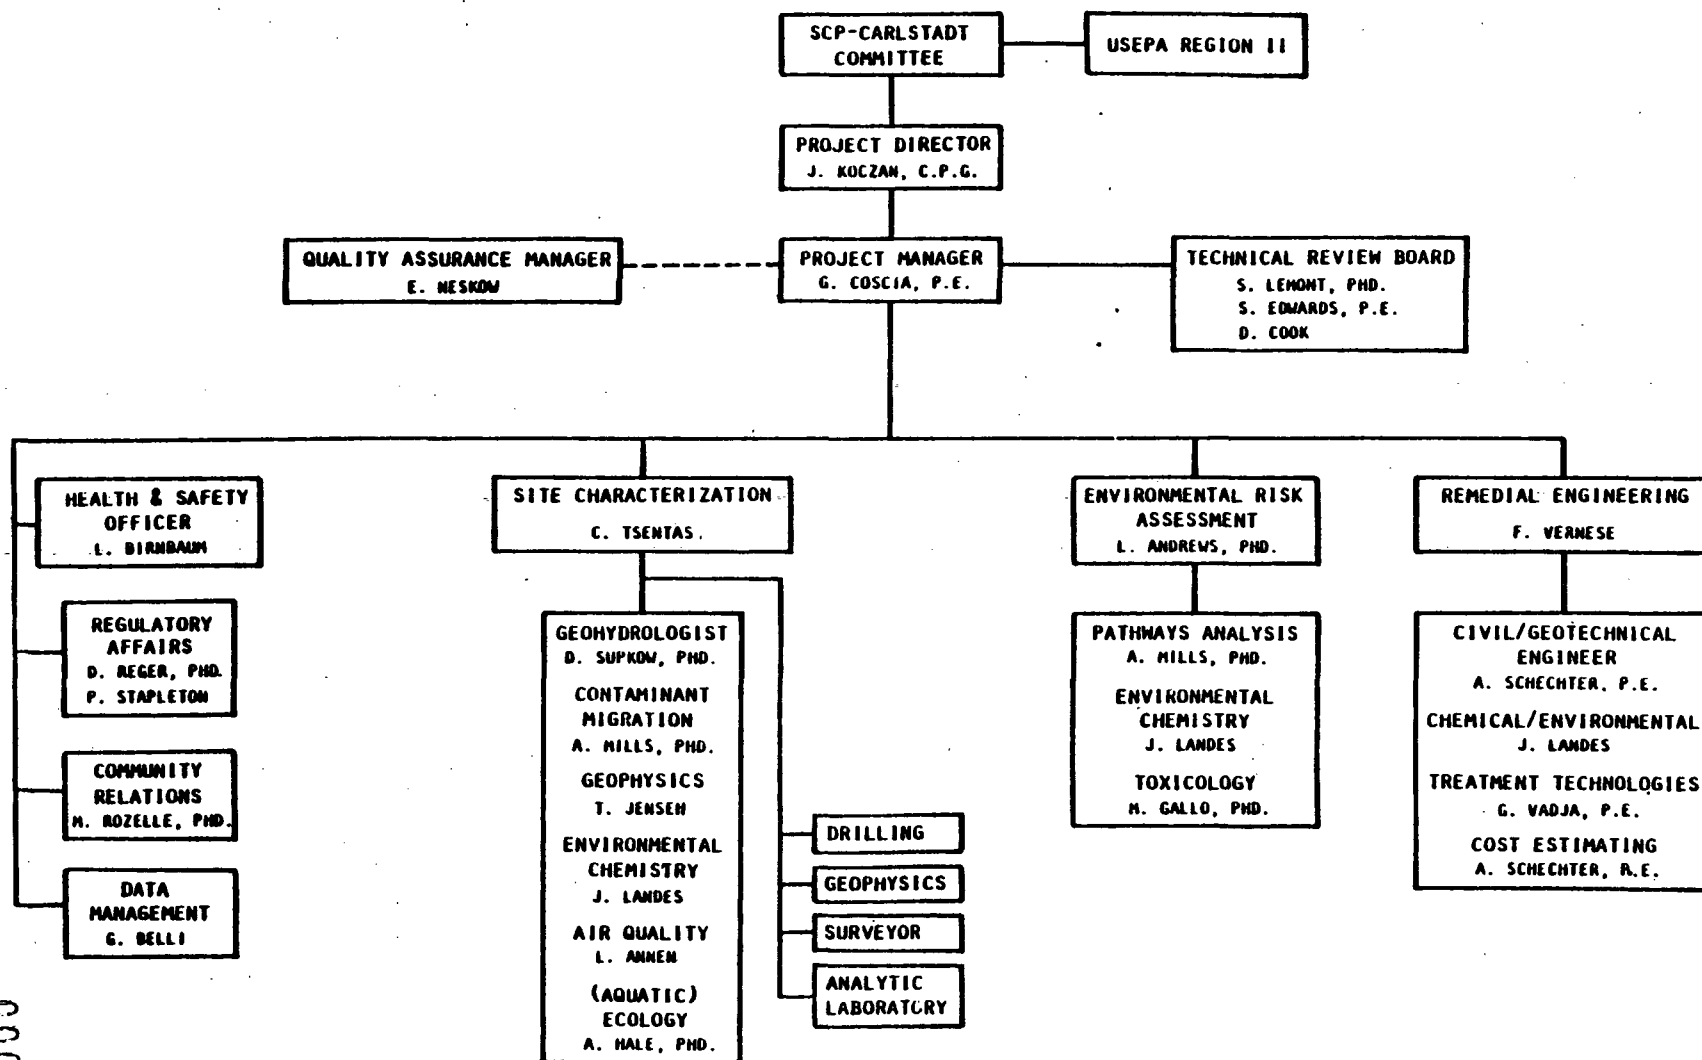 SCP-CARLSTADT
COMMITTEE
USEPA REGION II
PROJECT DIRECTOR
J. KOCZAN, C.P.G.
QUALITY ASSURANCE MANAGER
E. NESKOW
PROJECT MANAGER
G. COSCIA, P.E.
TECHNICAL REVIEW BOARD
S. LEMONT, PHD.
S. EDWARDS, P.E.
D. COOK
HEALTH & SAFETY
OFFICER
L. BIRNBAUM
REGULATORY
AFFAIRS
D. REGER, PHD.
P. STAPLETON
COMMUNITY
RELATIONS
M. ROZELLE, PHD.
DATA
MANAGEMENT
G. BELLI
SITE CHARACTERIZATION
C. TSENTAS.
GEOHYDROLOGIST
D. SUPKOW, PHD.
CONTAMINANT
MIGRATION
A. MILLS, PHD.
GEOPHYSICS
T. JENSEN
ENVIRONMENTAL
CHEMISTRY
J. LANDES
AIR QUALITY
L. ANNEN
(AQUATIC)
ECOLOGY
A. HALE, PHD.
DRILLING
GEOPHYSICS
SURVEYOR
ANALYTIC
LABORATORY
ENVIRONMENTAL RISK
ASSESSMENT
L. ANDREWS, PHD.
PATHWAYS ANALYSIS
A. MILLS, PHD.
ENVIRONMENTAL
CHEMISTRY
J. LANDES
TOXICOLOGY
M. GALLO, PHD.
REMEDIAL ENGINEERING
F. VERNESE
CIVIL/GEOTECHNICAL
ENGINEER
A. SCHECHTER, P.E.
CHEMICAL/ENVIRONMENTAL
J. LANDES
TREATMENT TECHNOLOGIES
G. VADJA, P.E.
COST ESTIMATING
A. SCHECHTER, P.E.